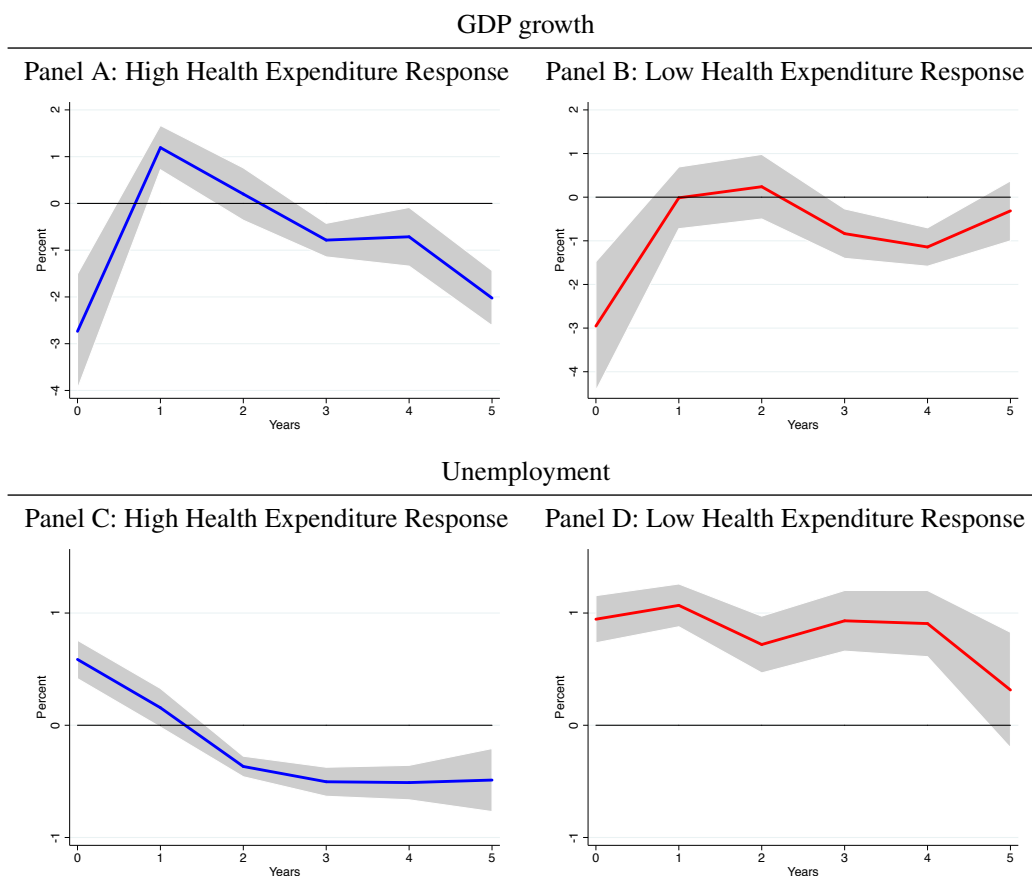 GDP growth
Panel A: High Health Expenditure Response
Panel B: Low Health Expenditure Response
2
1
0
-1
-2
-3
-4
Percent
0 1 2 3 4 5
Years
2
1
0
-1
-2
-3
-4
Percent
0 1 2 3 4 5
Years
Unemployment
Panel C: High Health Expenditure Response
Panel D: Low Health Expenditure Response
1
0
-1
Percent
0 1 2 3 4 5
Years
1
0
-1
Percent
0 1 2 3 4 5
Years